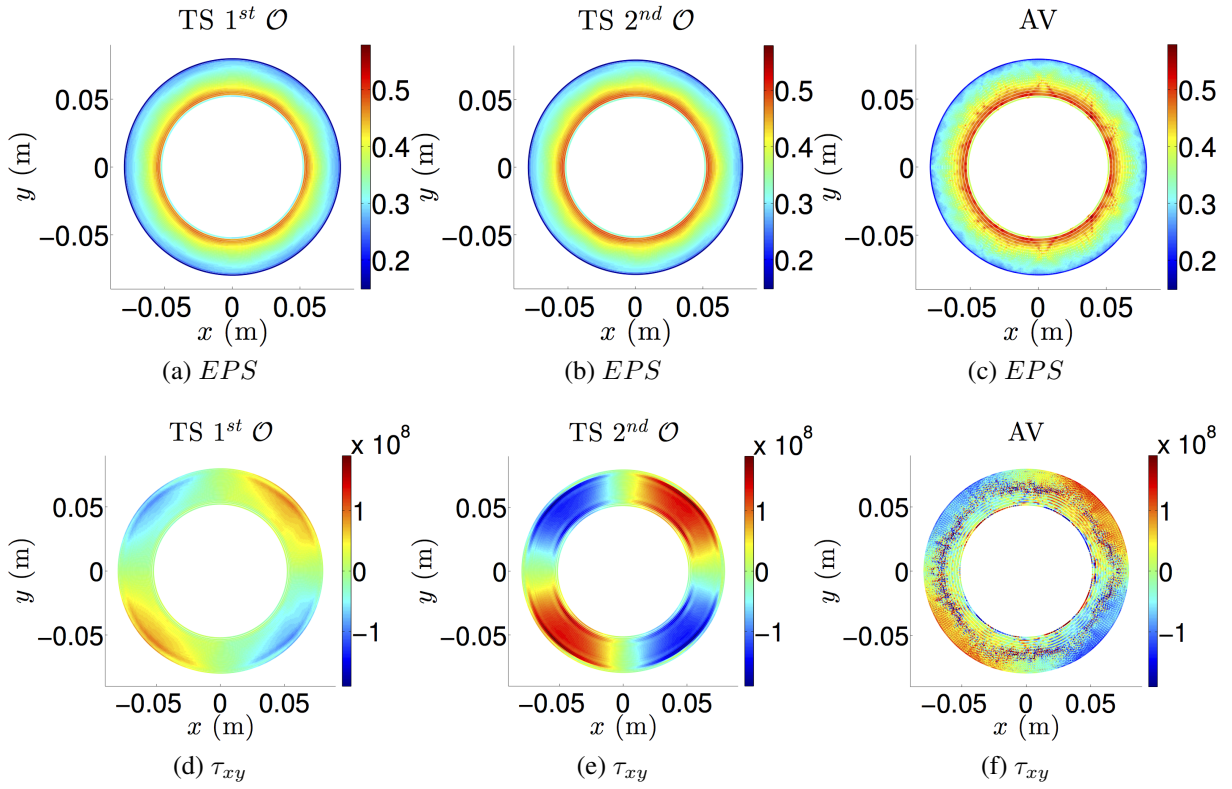 TS 1st 𝒪
TS 2nd 𝒪
AV
0.05
0
−0.05
y (m)
−0.05 0 0.05
x (m)
0.5
0.4
0.3
0.2
(a) EPS
0.05
0
−0.05
y (m)
−0.05 0 0.05
x (m)
0.5
0.4
0.3
0.2
(b) EPS
0.05
0
−0.05
y (m)
−0.05 0 0.05
x (m)
0.5
0.4
0.3
0.2
(c) EPS
TS 1st 𝒪
x 10^8
0.05
0
−0.05
y (m)
−0.05 0 0.05
x (m)
1
0
−1
(d) τxy
TS 2nd 𝒪
x 10^8
0.05
0
−0.05
y (m)
−0.05 0 0.05
x (m)
1
0
−1
(e) τxy
AV
x 10^8
0.05
0
−0.05
y (m)
−0.05 0 0.05
x (m)
1
0
−1
(f) τxy